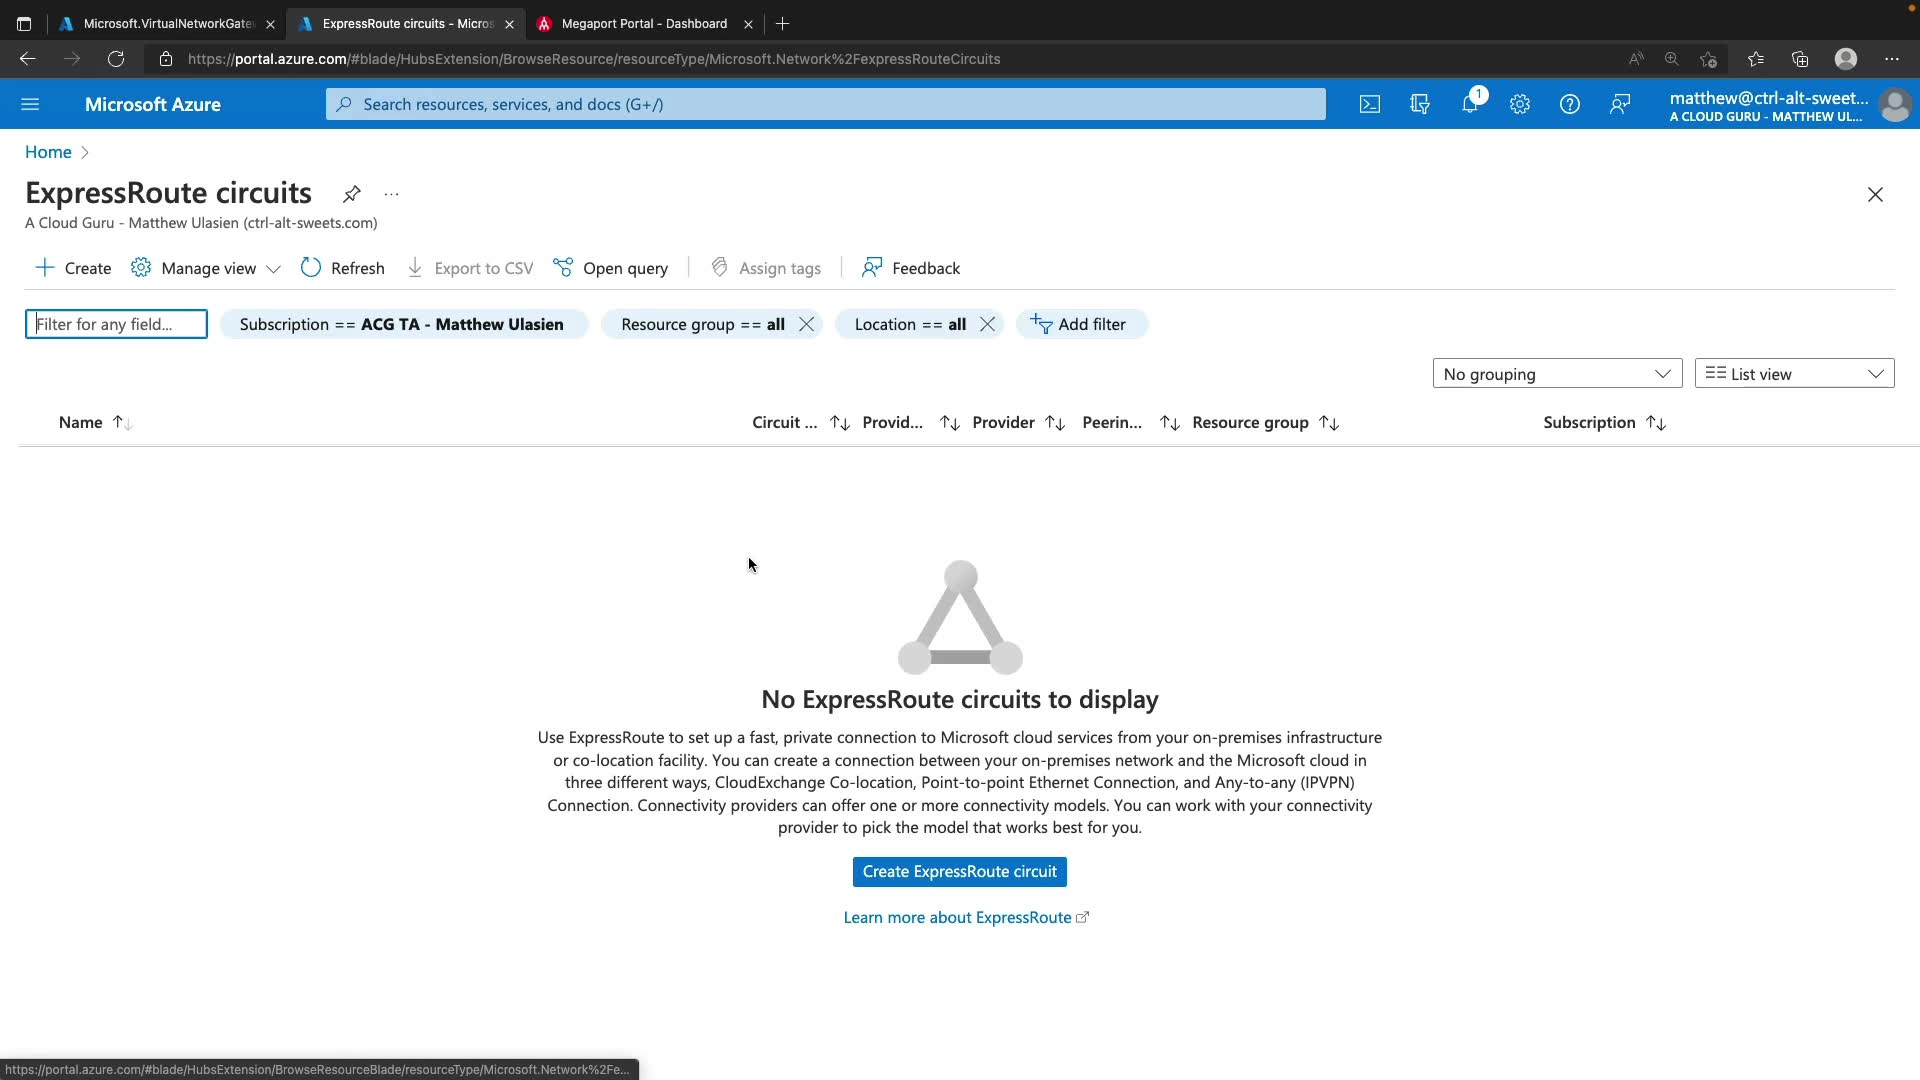 Microsoft.VirtualNetworkGate
ExpressRoute circuits - Micros
Megaport Portal - Dashboard
https://portal.azure.com/#blade/HubsExtension/BrowseResource/resourceType/Microsoft.Network%2FexpressRouteCircuits
Microsoft Azure
Search resources, services, and docs (G+/)
1
matthew@ctrl-alt-sweet...
A CLOUD GURU - MATTHEW UL...
Home
ExpressRoute circuits
...
A Cloud Guru - Matthew Ulasien (ctrl-alt-sweets.com)
Create
Manage view
Refresh
Export to CSV
Open query
Assign tags
Feedback
Filter for any field...
Subscription == ACG TA - Matthew Ulasien
Resource group == all
Location == all
Add filter
No grouping
List view
Name
Circuit ...
Provid...
Provider
Peerin...
Resource group
Subscription
No ExpressRoute circuits to display
Use ExpressRoute to set up a fast, private connection to Microsoft cloud services from your on-premises infrastructure
or co-location facility. You can create a connection between your on-premises network and the Microsoft cloud in
three different ways, CloudExchange Co-location, Point-to-point Ethernet Connection, and Any-to-any (IPVPN)
Connection. Connectivity providers can offer one or more connectivity models. You can work with your connectivity
provider to pick the model that works best for you.
Create ExpressRoute circuit
Learn more about ExpressRoute
https://portal.azure.com/#blade/HubsExtension/BrowseResourceBlade/resourceType/Microsoft.Network%2Fe...